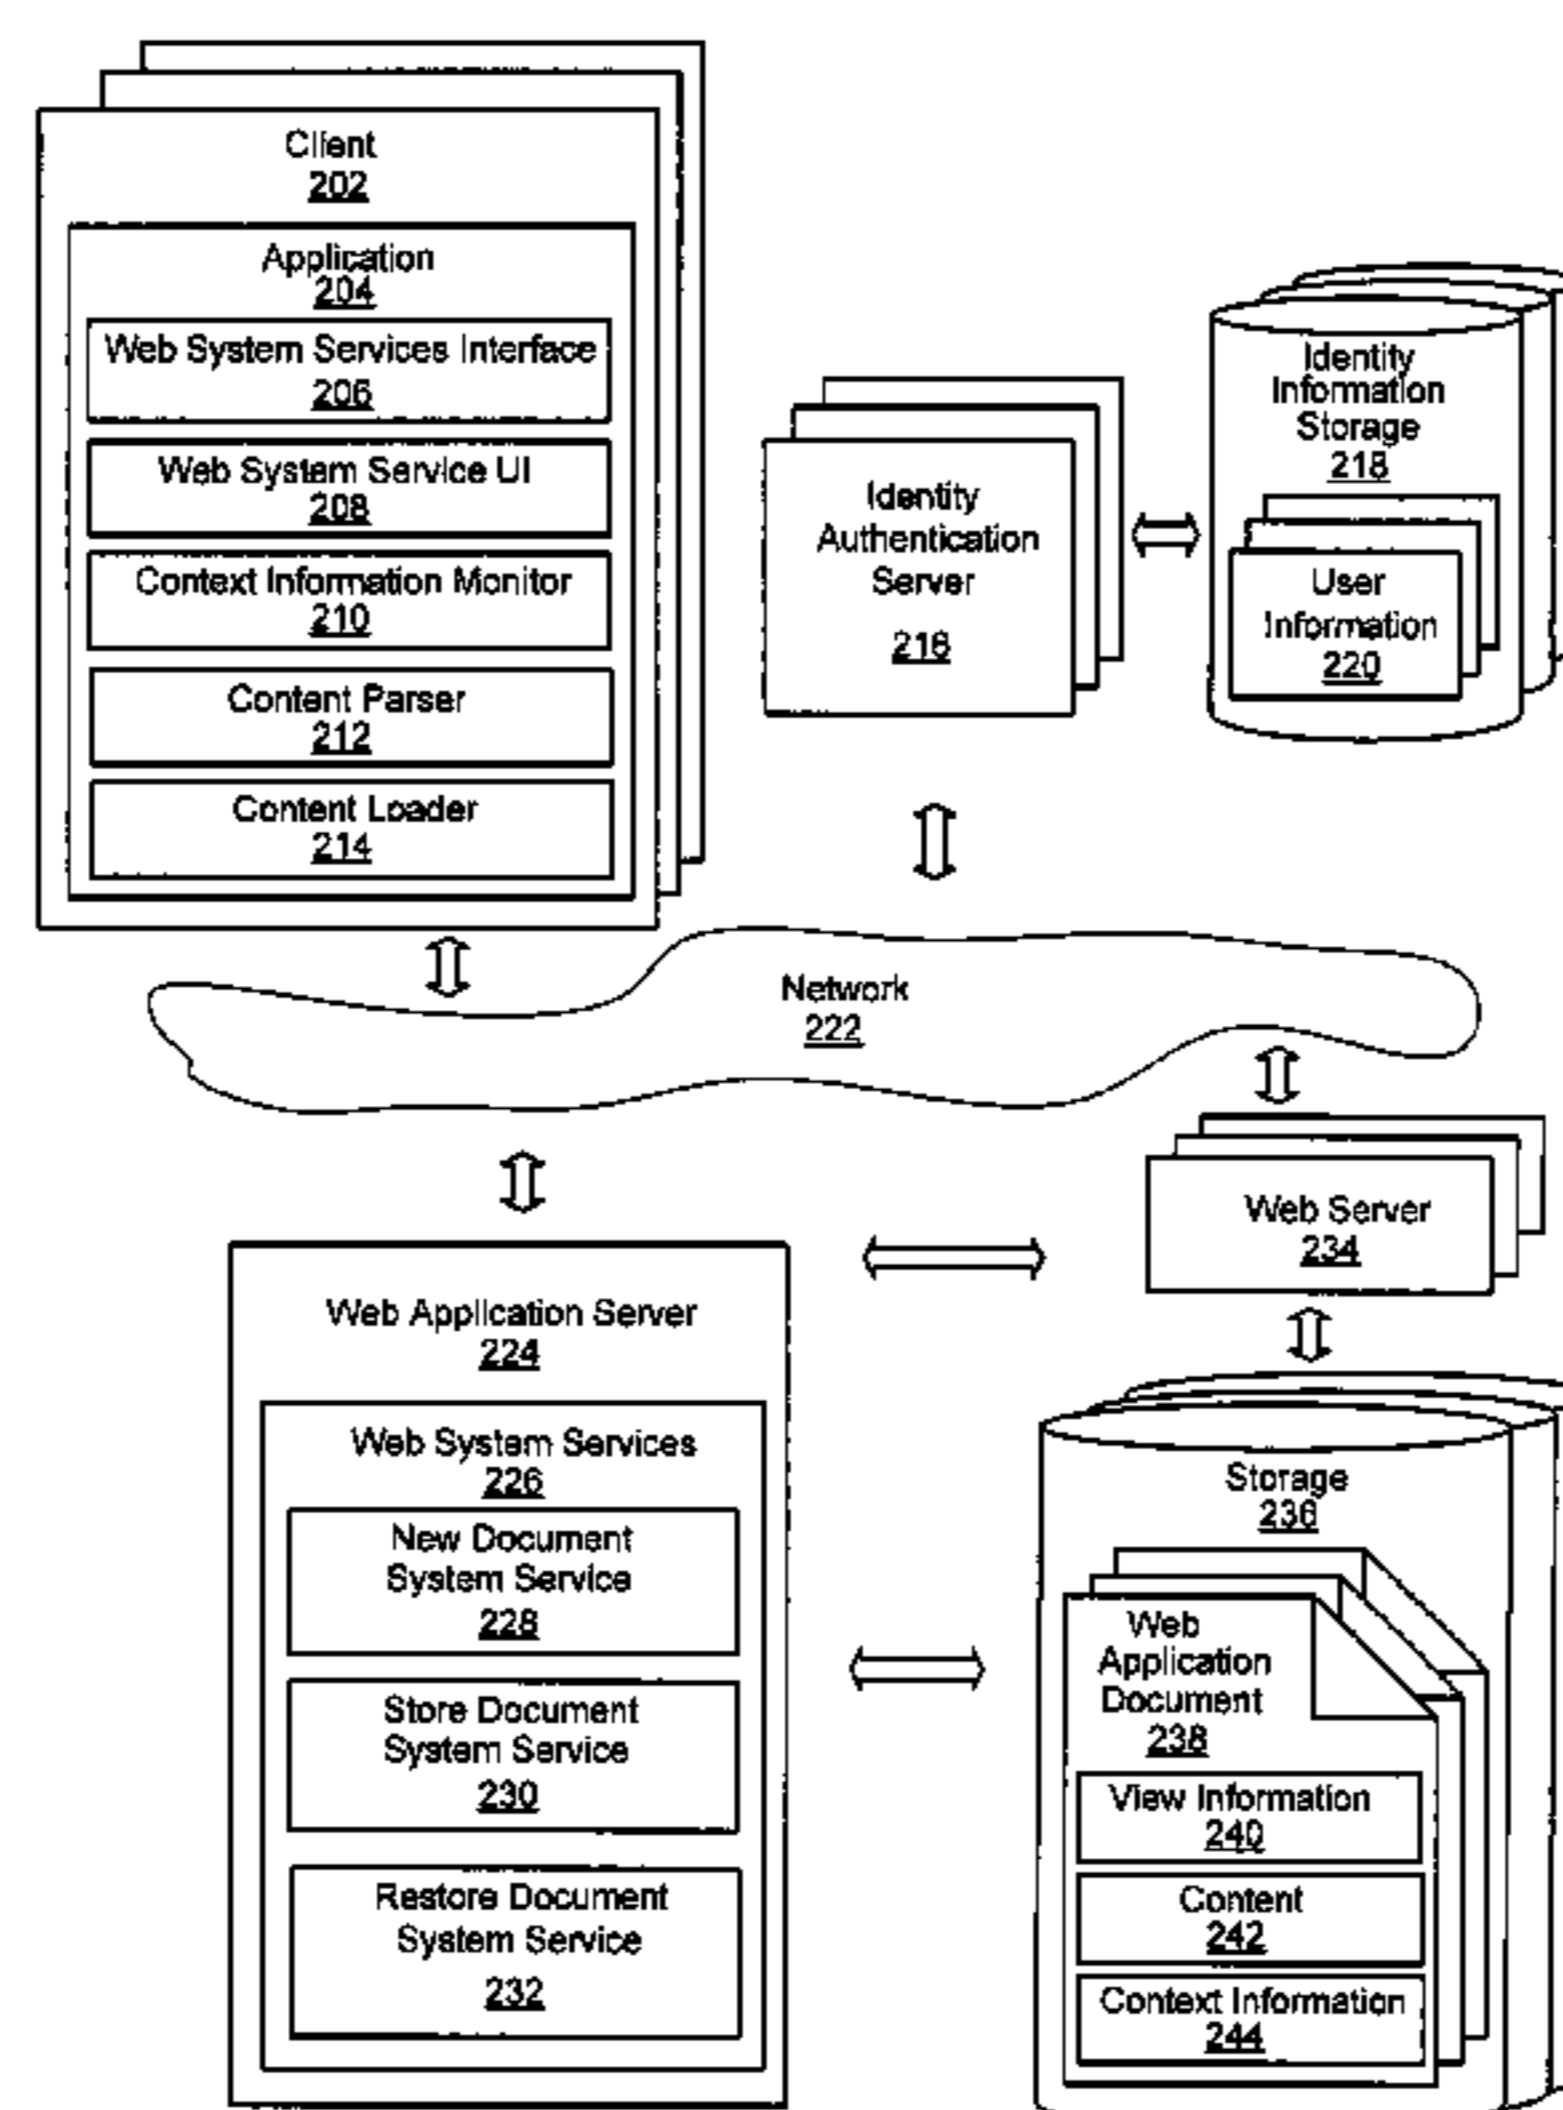 Client
202
Application
204
Web System Services Interface
206
Web System Service UI
208
Context Information Monitor
210
Content Parser
212
Content Loader
214
Identity
Authentication
Server
216
Identity
Information
Storage
218
User
Information
220
Network
222
Web Server
234
Web Application Server
224
Web System Services
226
New Document
System Service
228
Store Document
System Service
230
Restore Document
System Service
232
Storage
236
Web
Application
Document
238
View Information
240
Content
242
Context Information
244